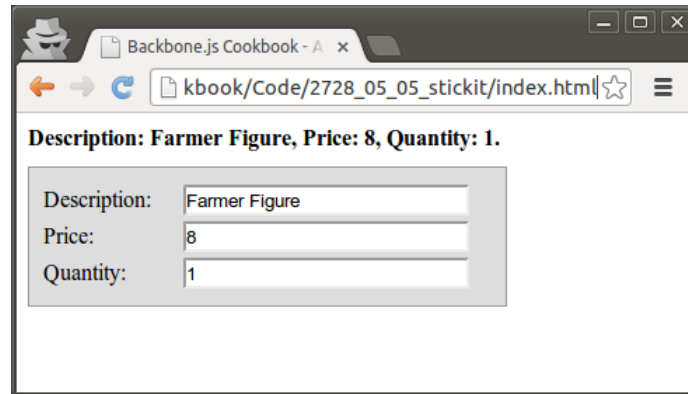 Backbone.js Cookbook - A
kbook/Code/2728_05_05_stickit/index.html
Description: Farmer Figure, Price: 8, Quantity: 1.
Description: Farmer Figure
Price: 8
Quantity: 1